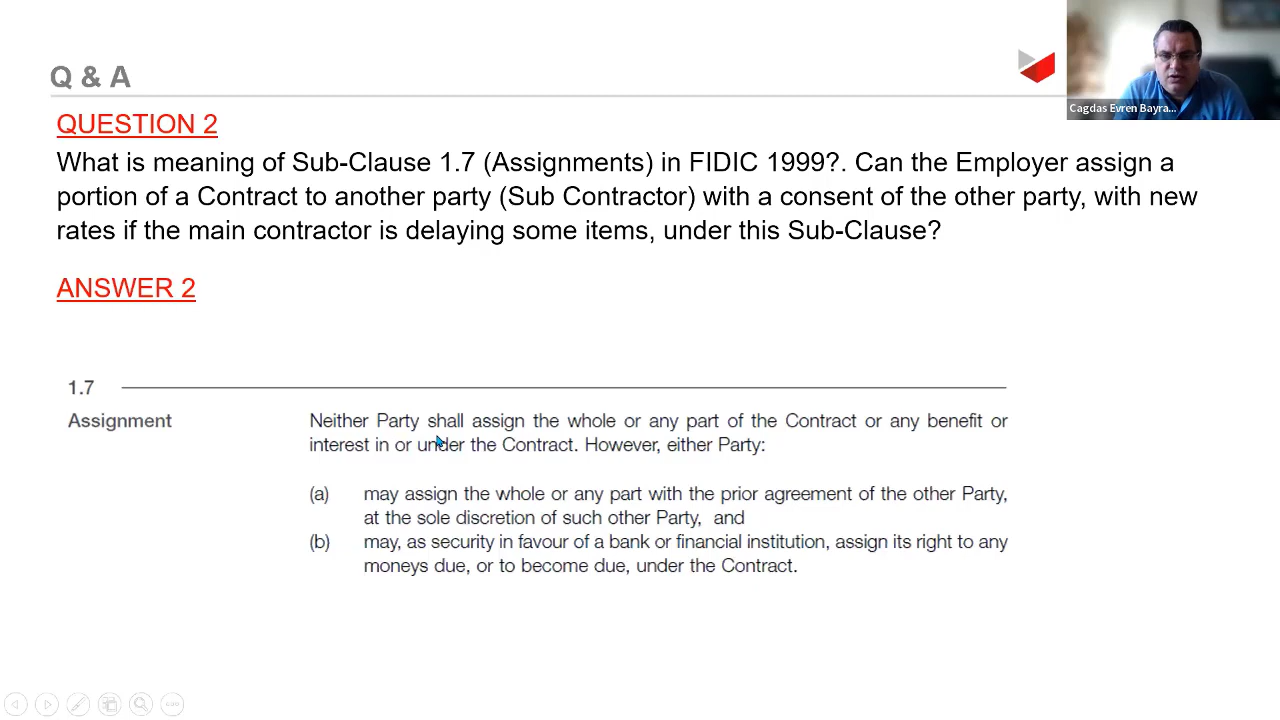 Q & A
Cagdas Evren Bayra...
QUESTION 2
What is meaning of Sub-Clause 1.7 (Assignments) in FIDIC 1999?. Can the Employer assign a
portion of a Contract to another party (Sub Contractor) with a consent of the other party, with new
rates if the main contractor is delaying some items, under this Sub-Clause?
ANSWER 2
1.7
Assignment
Neither Party shall assign the whole or any part of the Contract or any benefit or
interest in or under the Contract. However, either Party:
(a) may assign the whole or any part with the prior agreement of the other Party,
at the sole discretion of such other Party, and
(b) may, as security in favour of a bank or financial institution, assign its right to any
moneys due, or to become due, under the Contract.